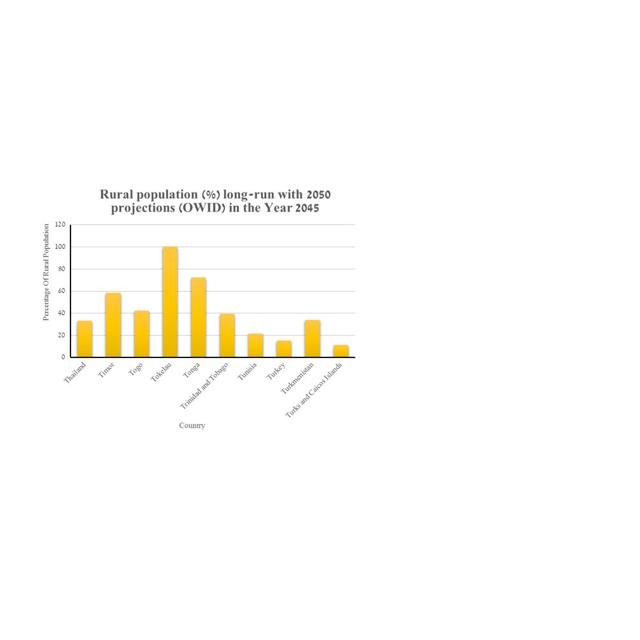 Rural population (%) long-run with 2050
projections (OWID) in the Year 2045
Percentage Of Rural Population
120
100
80
60
40
20
0
Thailand
Timor
Togo
Tokelau
Tonga
Trinidad and Tobago
Tunisia
Turkey
Turkmenistan
Turks and Caicos Islands
Country